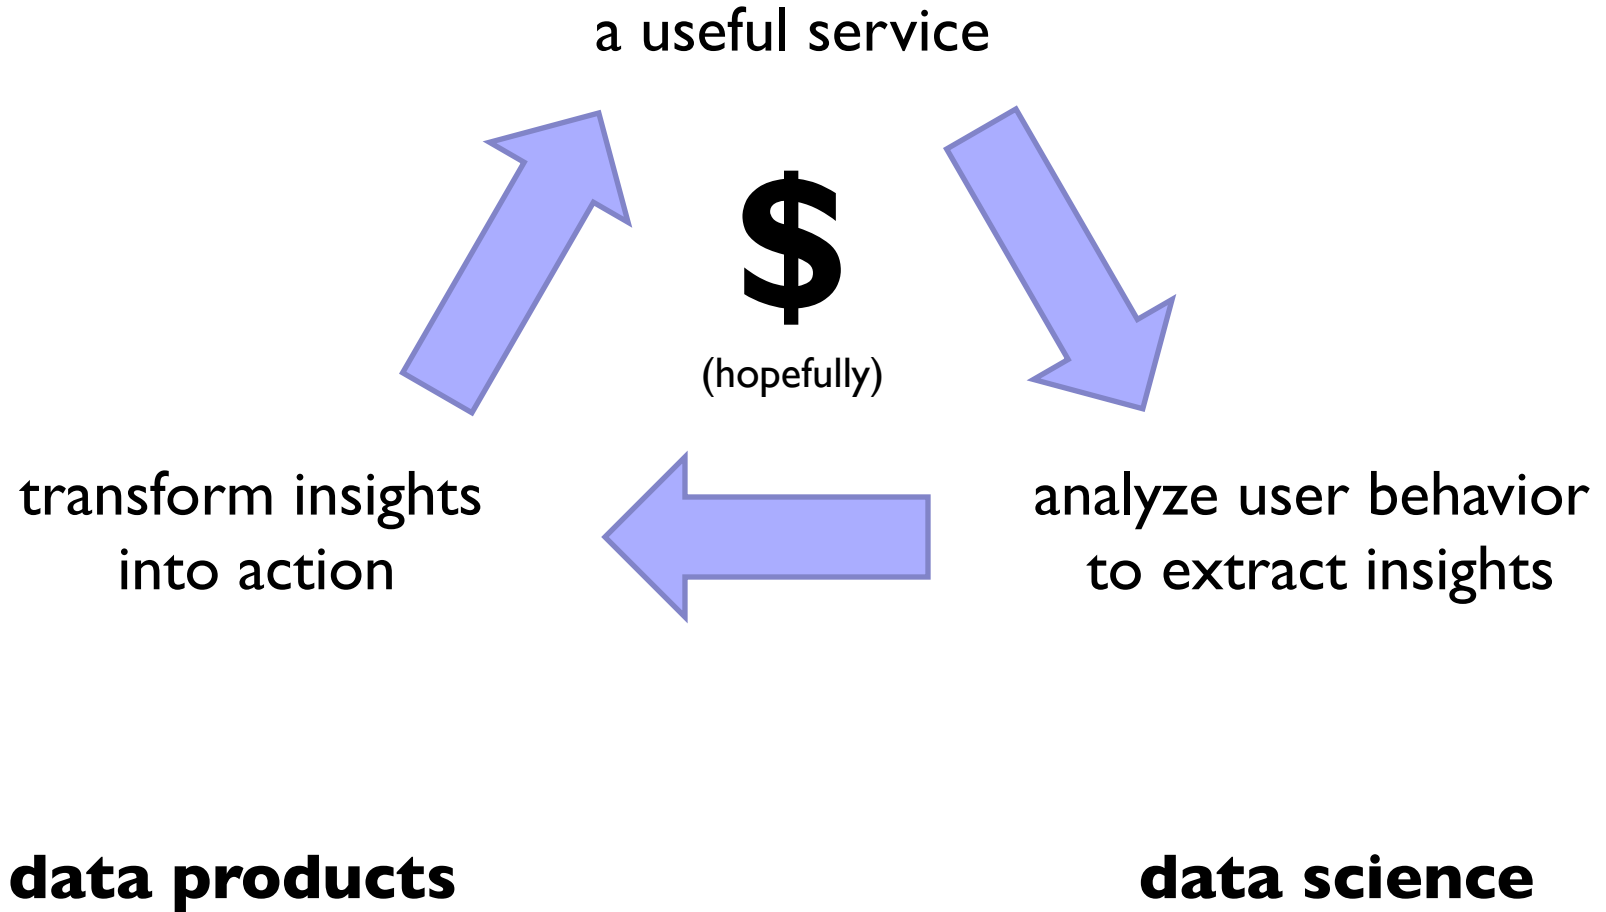 a useful service
$
(hopefully)
transform insights
into action
analyze user behavior
to extract insights
data products
data science